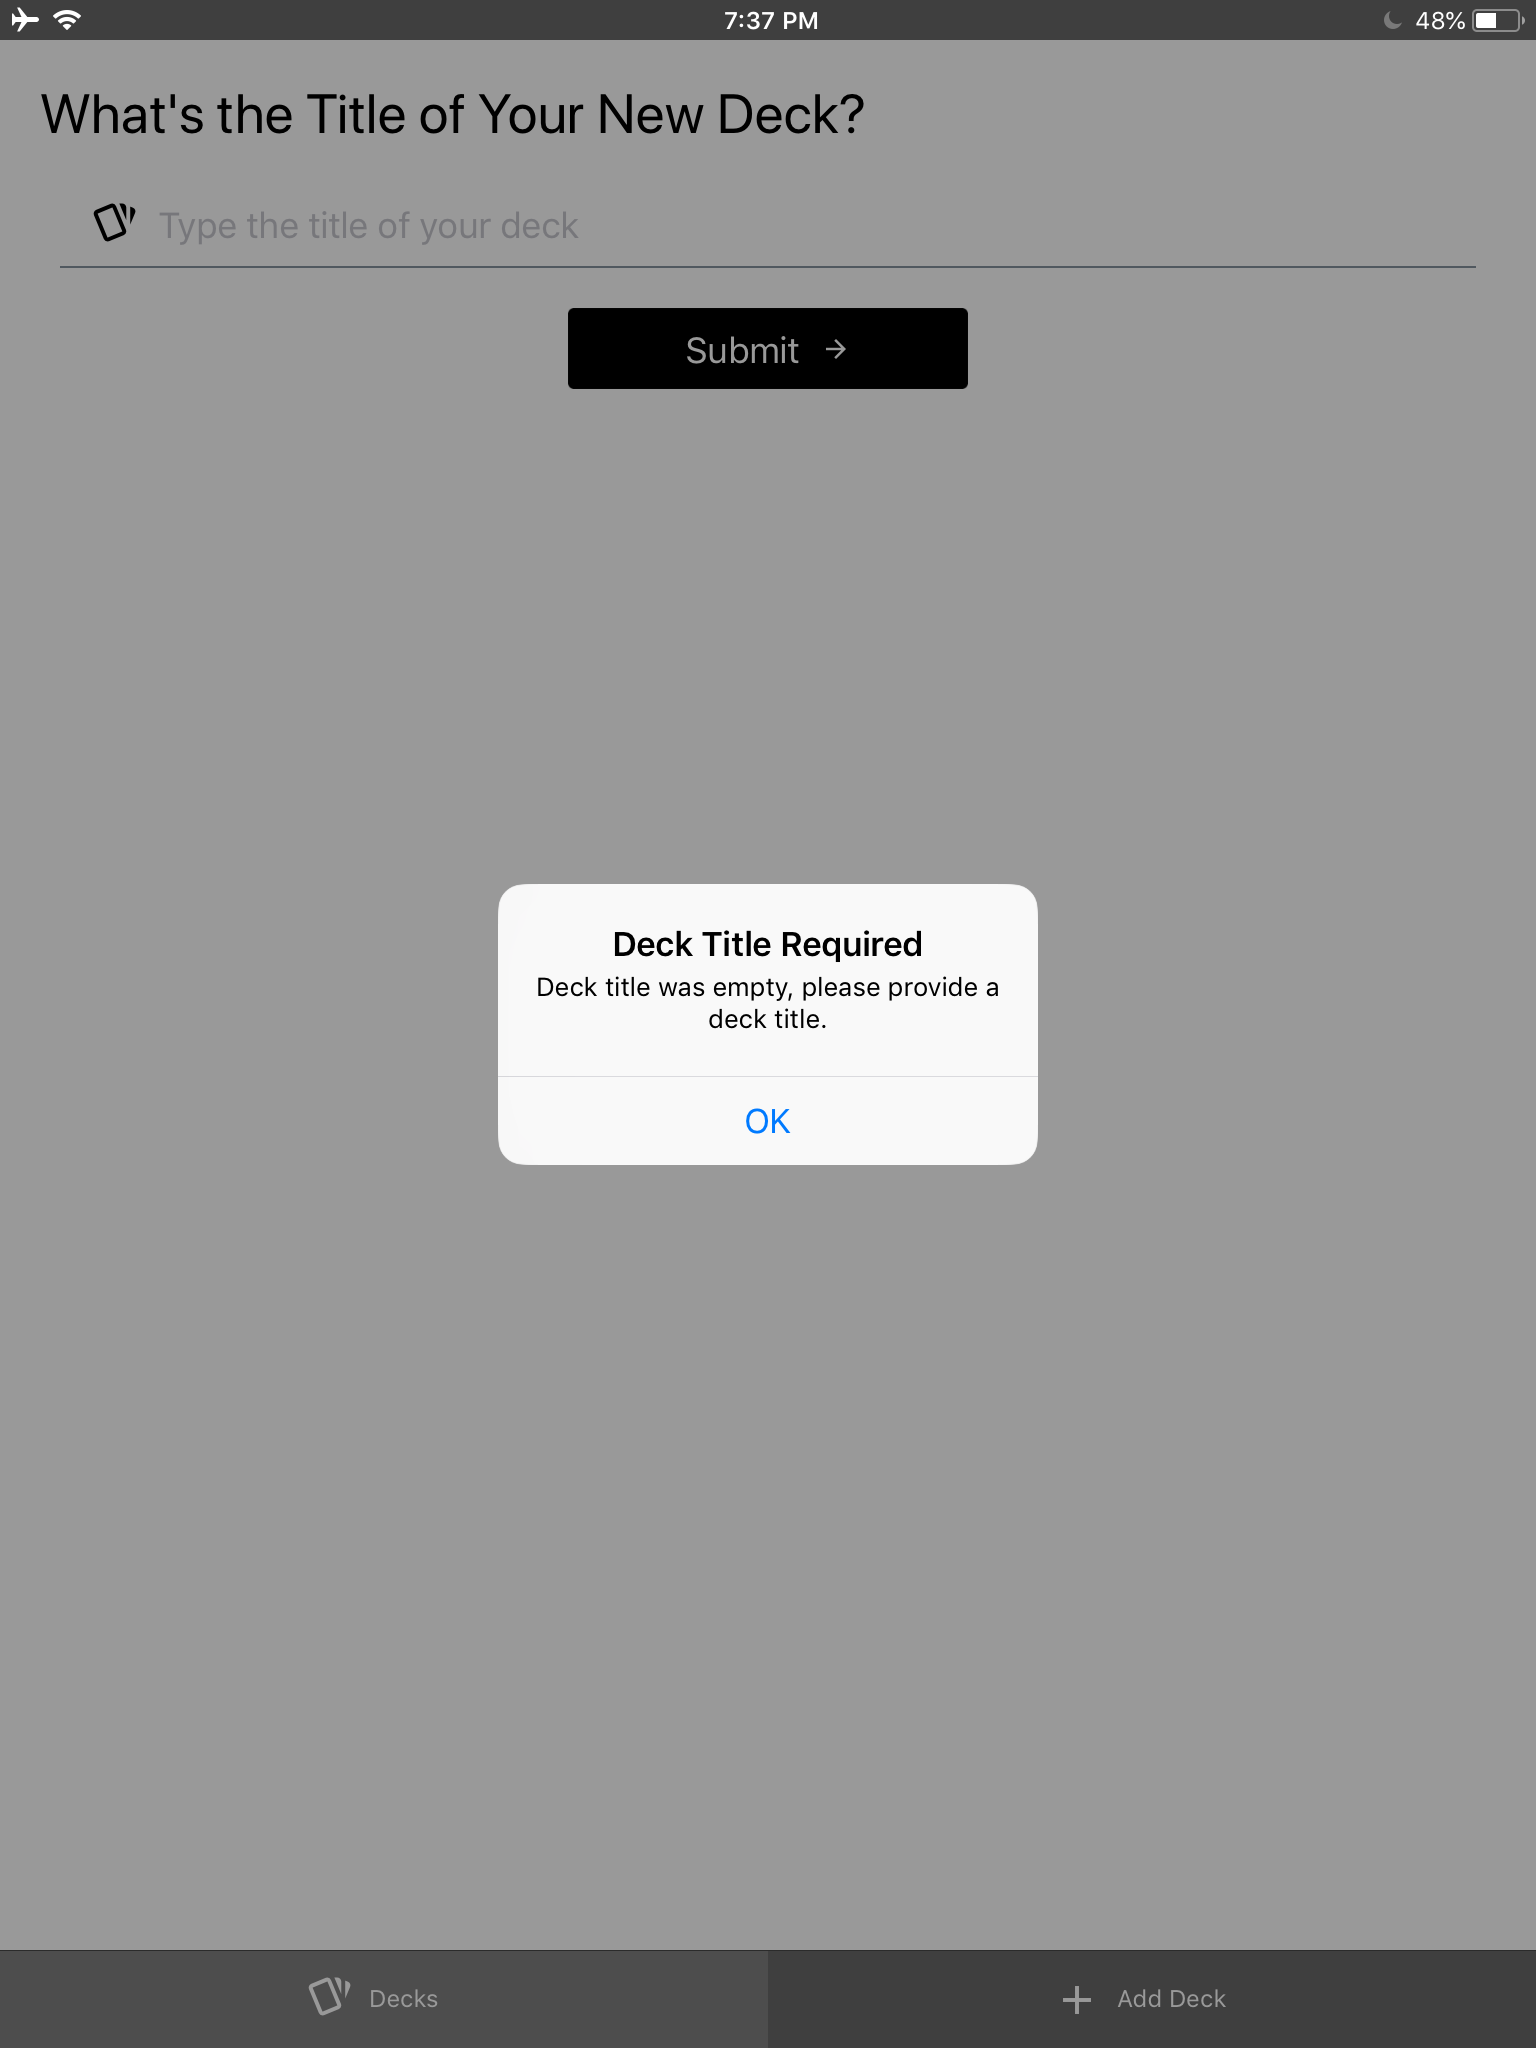 7:37 PM
48%
What's the Title of Your New Deck?
Type the title of your deck
Submit
Deck Title Required
Deck title was empty, please provide a
deck title.
OK
Decks
Add Deck